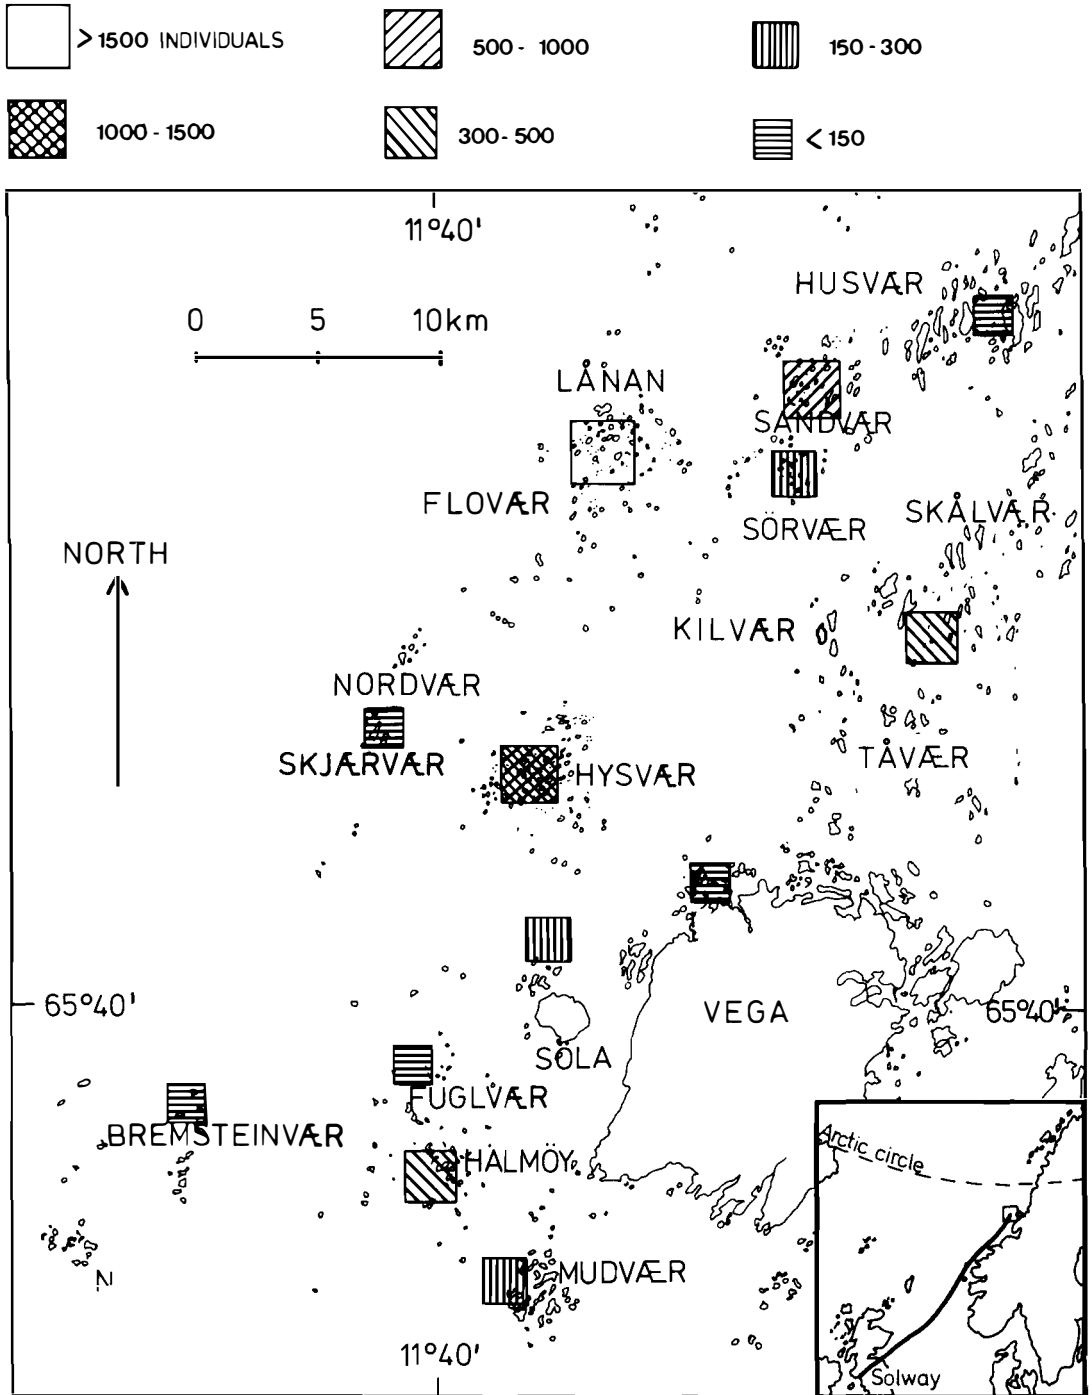 > 1500 INDIVIDUALS
500 - 1000
150 - 300
1000 - 1500
300 - 500
< 150
11°40'
HUSVÆR
0 5 10km
LÅNAN
SANDVÆR
FLOVÆR
SKÅLVÆR
SÖRVÆR
NORTH
KILVÆR
NORDVÆR
TÅVÆR
SKJÆRVÆR
HYSVÆR
65°40'
VEGA
65°40'
SOLA
FUGLVÆR
BREMSTEINVÆR
HALMÖY
Arctic circle
MUDVÆR
N
11°40'
Solway